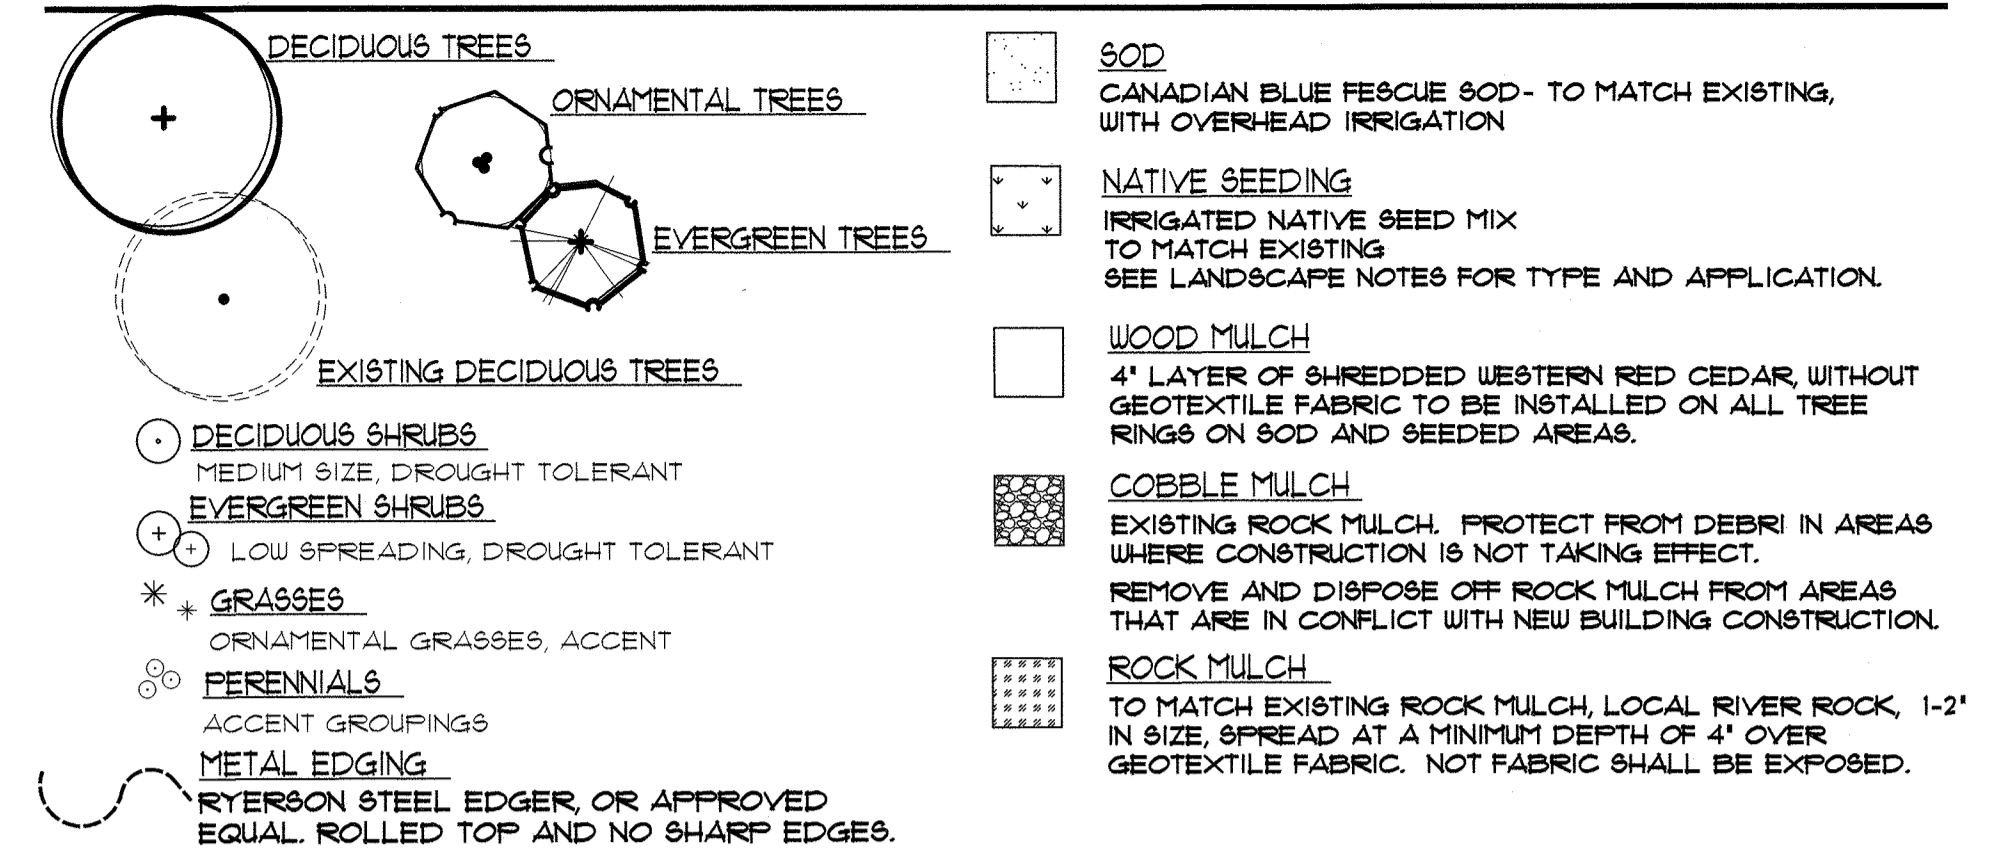 DECIDUOUS TREES
ORNAMENTAL TREES
EVERGREEN TREES
EXISTING DECIDUOUS TREES
DECIDUOUS SHRUBS
MEDIUM SIZE, DROUGHT TOLERANT
EVERGREEN SHRUBS
LOW SPREADING, DROUGHT TOLERANT
GRASSES
ORNAMENTAL GRASSES, ACCENT
PERENNIALS
ACCENT GROUPINGS
METAL EDGING
RYERSON STEEL EDGER, OR APPROVED
EQUAL. ROLLED TOP AND NO SHARP EDGES.
SOD
CANADIAN BLUE FESCUE SOD- TO MATCH EXISTING,
WITH OVERHEAD IRRIGATION
NATIVE SEEDING
IRRIGATED NATIVE SEED MIX
TO MATCH EXISTING
SEE LANDSCAPE NOTES FOR TYPE AND APPLICATION.
WOOD MULCH
4" LAYER OF SHREDDED WESTERN RED CEDAR, WITHOUT
GEOTEXTILE FABRIC TO BE INSTALLED ON ALL TREE
RINGS ON SOD AND SEEDED AREAS.
COBBLE MULCH
EXISTING ROCK MULCH. PROTECT FROM DEBRI IN AREAS
WHERE CONSTRUCTION IS NOT TAKING EFFECT.
REMOVE AND DISPOSE OFF ROCK MULCH FROM AREAS
THAT ARE IN CONFLICT WITH NEW BUILDING CONSTRUCTION.
ROCK MULCH
TO MATCH EXISTING ROCK MULCH, LOCAL RIVER ROCK, 1-2"
IN SIZE, SPREAD AT A MINIMUM DEPTH OF 4" OVER
GEOTEXTILE FABRIC. NOT FABRIC SHALL BE EXPOSED.